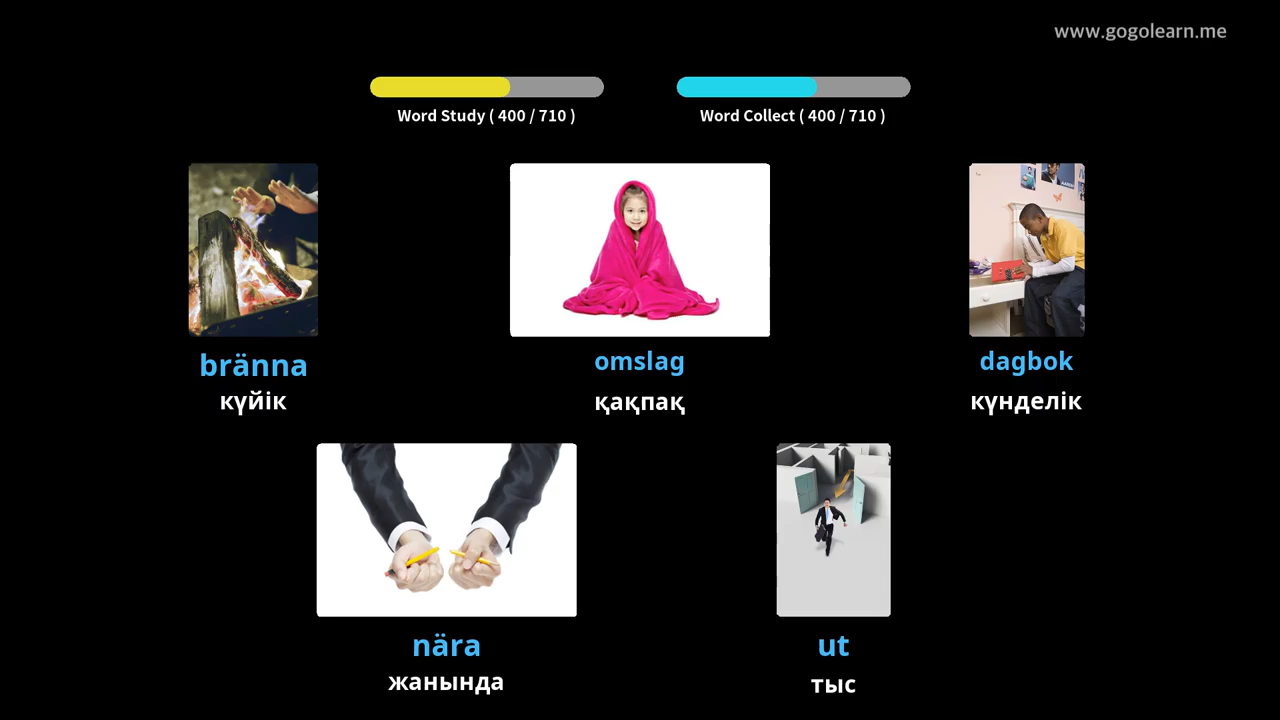 www.gogolearn.me
Word Study ( 400 / 710 )
Word Collect ( 400 / 710 )
bränna
күйік
omslag
қақпақ
dagbok
күнделік
nära
жанында
ut
тыс